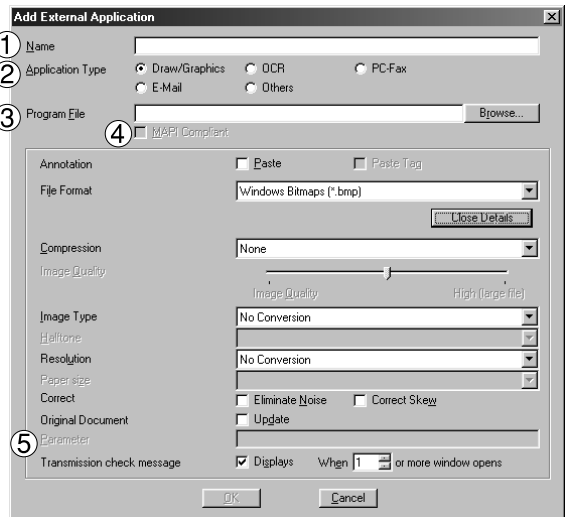 Add External Application
① Name
② Application Type Draw/Graphics OCR PC-Fax
E-Mail Others
③ Program File Browse...
④ MAPI Compliant
Annotation Paste Paste Tag
File Format Windows Bitmaps (*.bmp)
Close Details
Compression None
Image Quality
Image Quality High (large file)
Image Type No Conversion
Halftone
Resolution No Conversion
Paper size
Correct Eliminate Noise Correct Skew
Original Document Update
⑤ Parameter
Transmission check message Displays When 1 or more window opens
OK Cancel